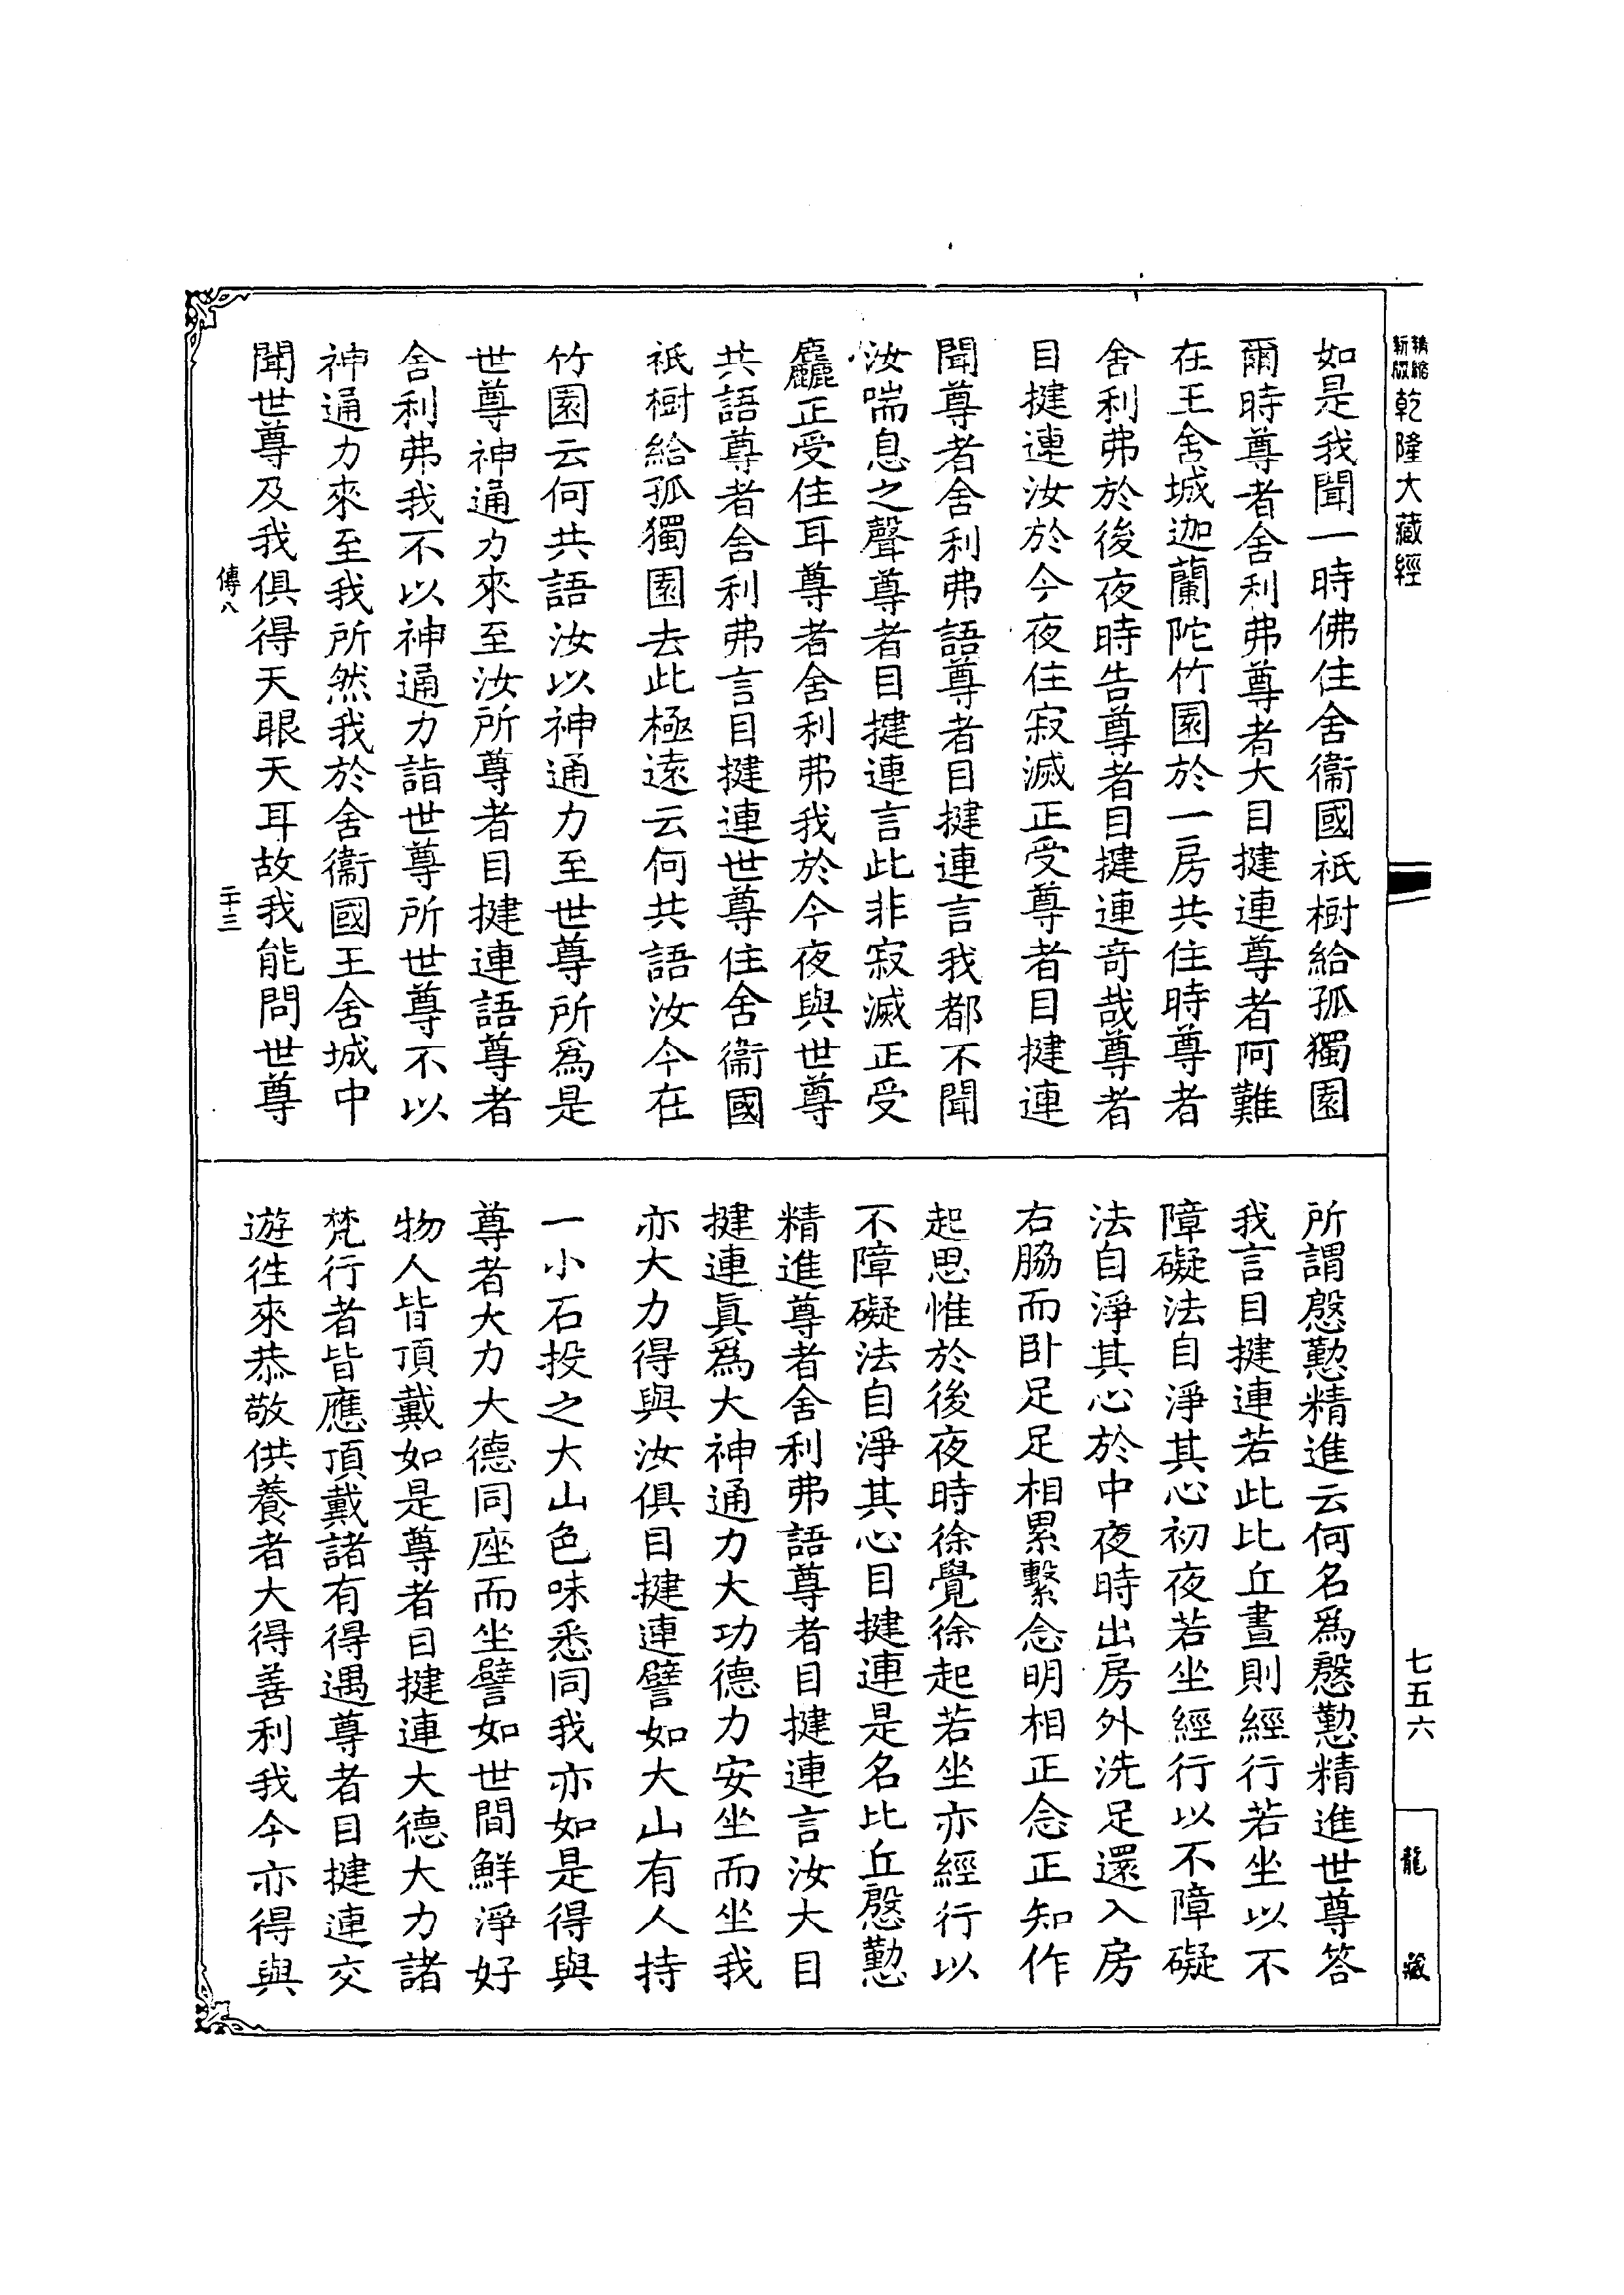 精縮新版乾隆大藏經
如是我聞一時佛住舍衞國祇樹給孤獨園
爾時尊者舍利弗尊者大目揵連尊者阿難
在王舍城迦蘭陀竹園於一房共住時尊者
舍利弗於後夜時告尊者目揵連奇哉尊者
目揵連汝於今夜住寂滅正受尊者目揵連
聞尊者舍利弗語尊者目揵連言我都不聞
汝喘息之聲尊者目揵連言此非寂滅正受
麤正受住耳尊者舍利弗我於今夜與世尊
共語尊者舍利弗言目揵連世尊住舍衞國
祇樹給孤獨園去此極遠云何共語汝今在
竹園云何共語汝以神通力至世尊所爲是
世尊神通力來至汝所尊者目揵連語尊者
舍利弗我不以神通力詣世尊所世尊不以
神通力來至我所然我於舍衞國王舍城中
聞世尊及我俱得天眼天耳故我能問世尊
傳八
二十三
所謂慇懃精進云何名爲慇懃精進世尊答
我言目揵連若此比丘晝則經行若坐以不
障礙法自淨其心初夜若坐經行以不障礙
法自淨其心於中夜時出房外洗足還入房
右脇而卧足足相累繫念明相正念正知作
起思惟於後夜時徐覺徐起若坐亦經行以
不障礙法自淨其心目揵連是名比丘慇懃
精進尊者舍利弗語尊者目揵連言汝大目
揵連眞爲大神通力大功德力安坐而坐我
亦大力得與汝俱目揵連譬如大山有人持
一小石投之大山色味悉同我亦如是得與
尊者大力大德同座而坐譬如世間鮮淨好
物人皆頂戴如是尊者目揵連大德大力諸
梵行者皆應頂戴諸有得遇尊者目揵連交
遊徃來恭敬供養者大得善利我今亦得與
七五六
龍藏